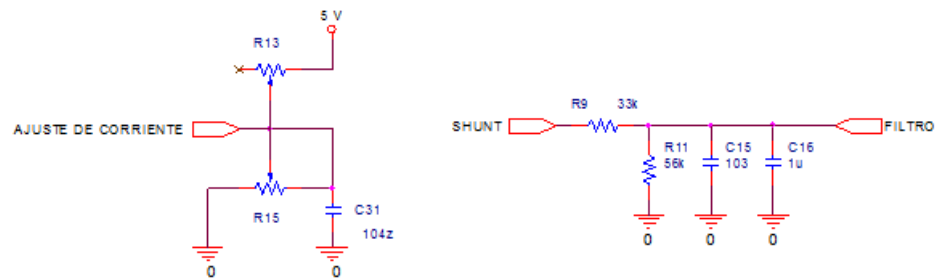 5 V
R13
AJUSTE DE CORRIENTE
R15
C31
104z
0
0
R9 33k
SHUNT
FILTRO
R11
56k
C15
103
C16
1u
0
0
0